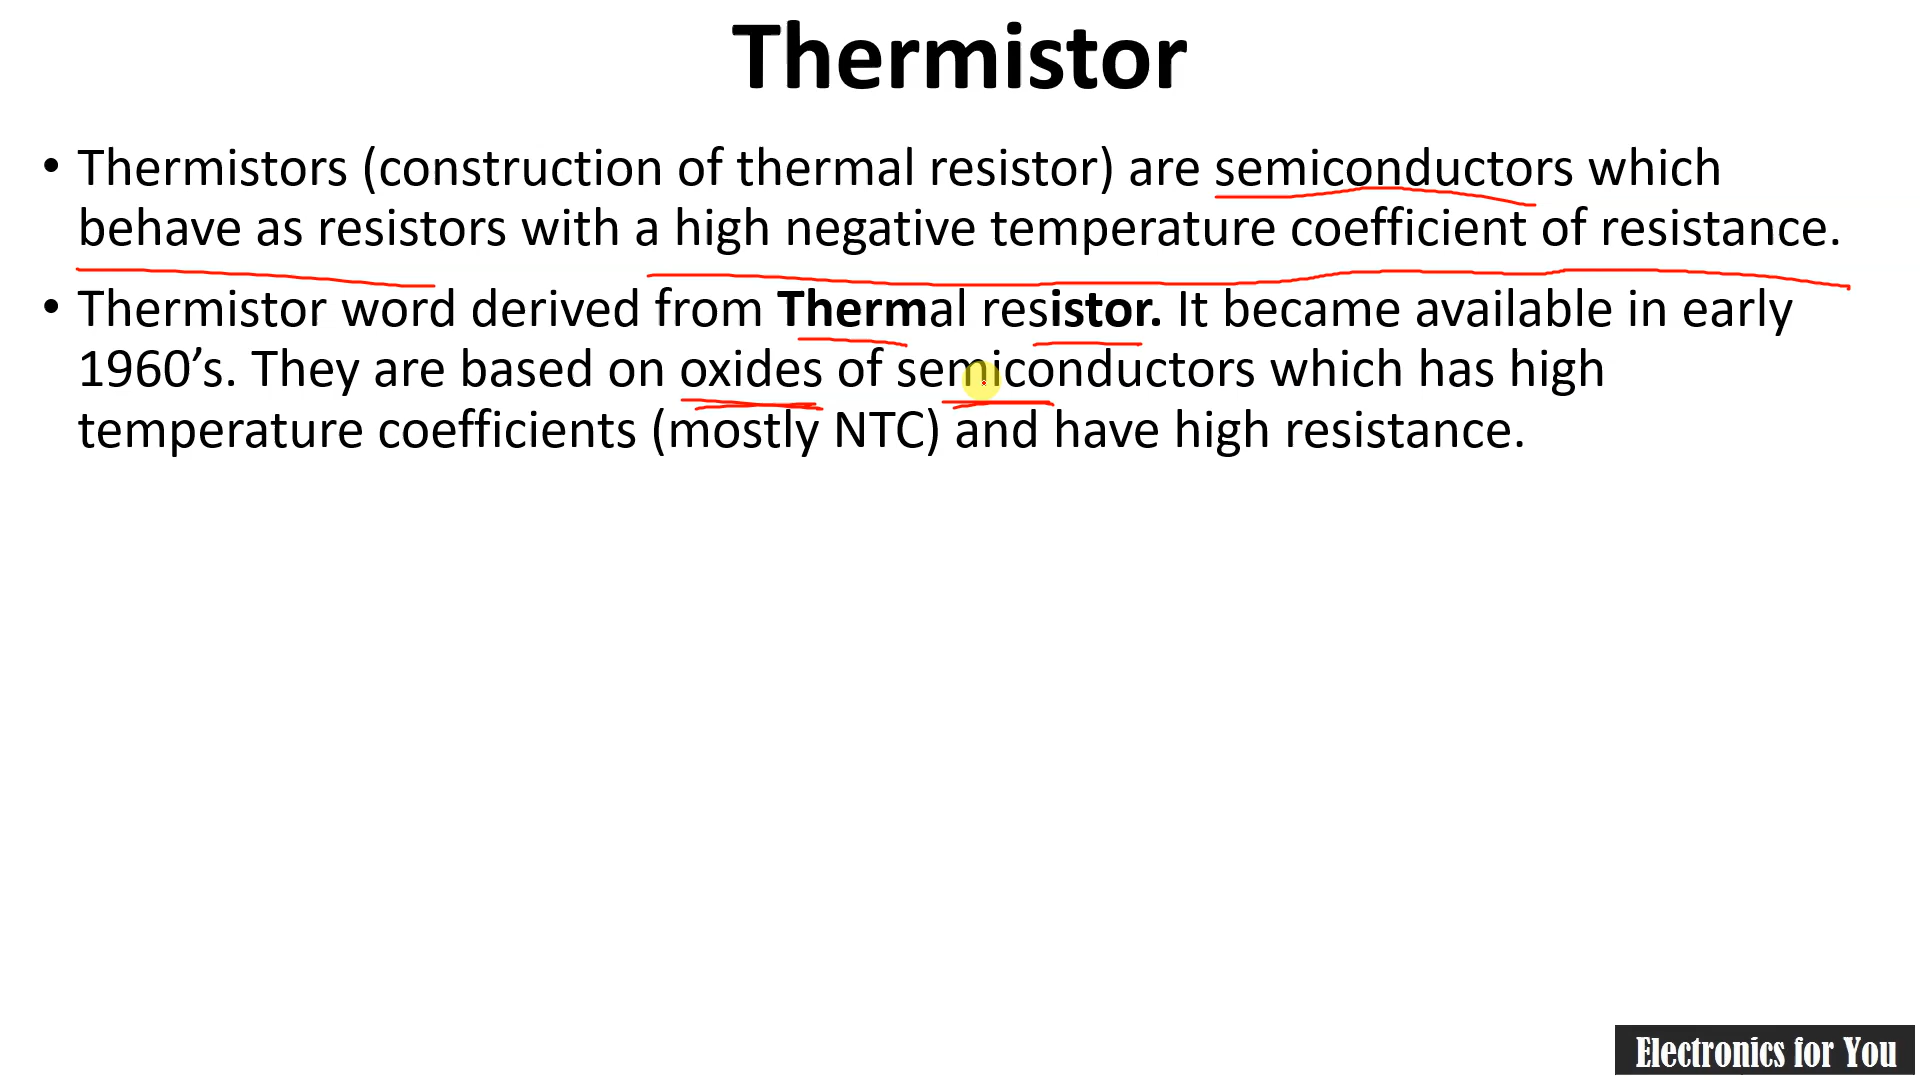 Thermistor
• Thermistors (construction of thermal resistor) are semiconductors which
behave as resistors with a high negative temperature coefficient of resistance.
• Thermistor word derived from Thermal resistor. It became available in early
1960’s. They are based on oxides of semiconductors which has high
temperature coefficients (mostly NTC) and have high resistance.
Electronics for You